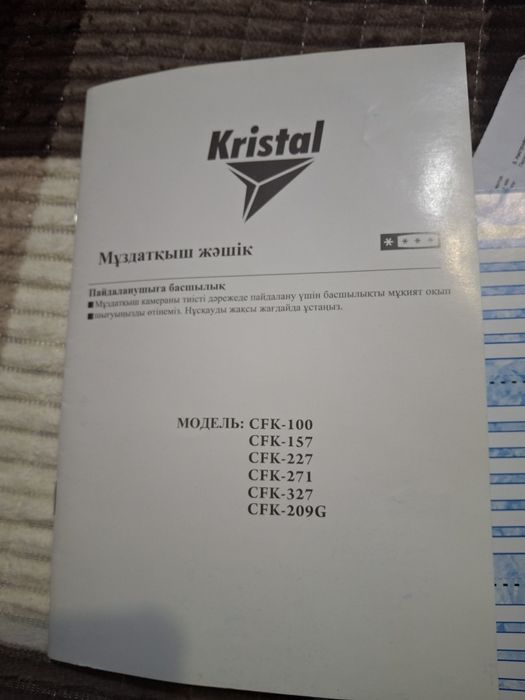 Kristal
Мұздатқыш жәшік
Пайдаланушыға басшылық
■ Мұздатқыш камераны тиісті дәрежеде пайдалану үшін басшылықты мұқият оқып
■ шығуыңызды өтінеміз. Нұсқауды жақсы жағдайда ұстаңыз.
МОДЕЛЬ: CFK-100
CFK-157
CFK-227
CFK-271
CFK-327
CFK-209G